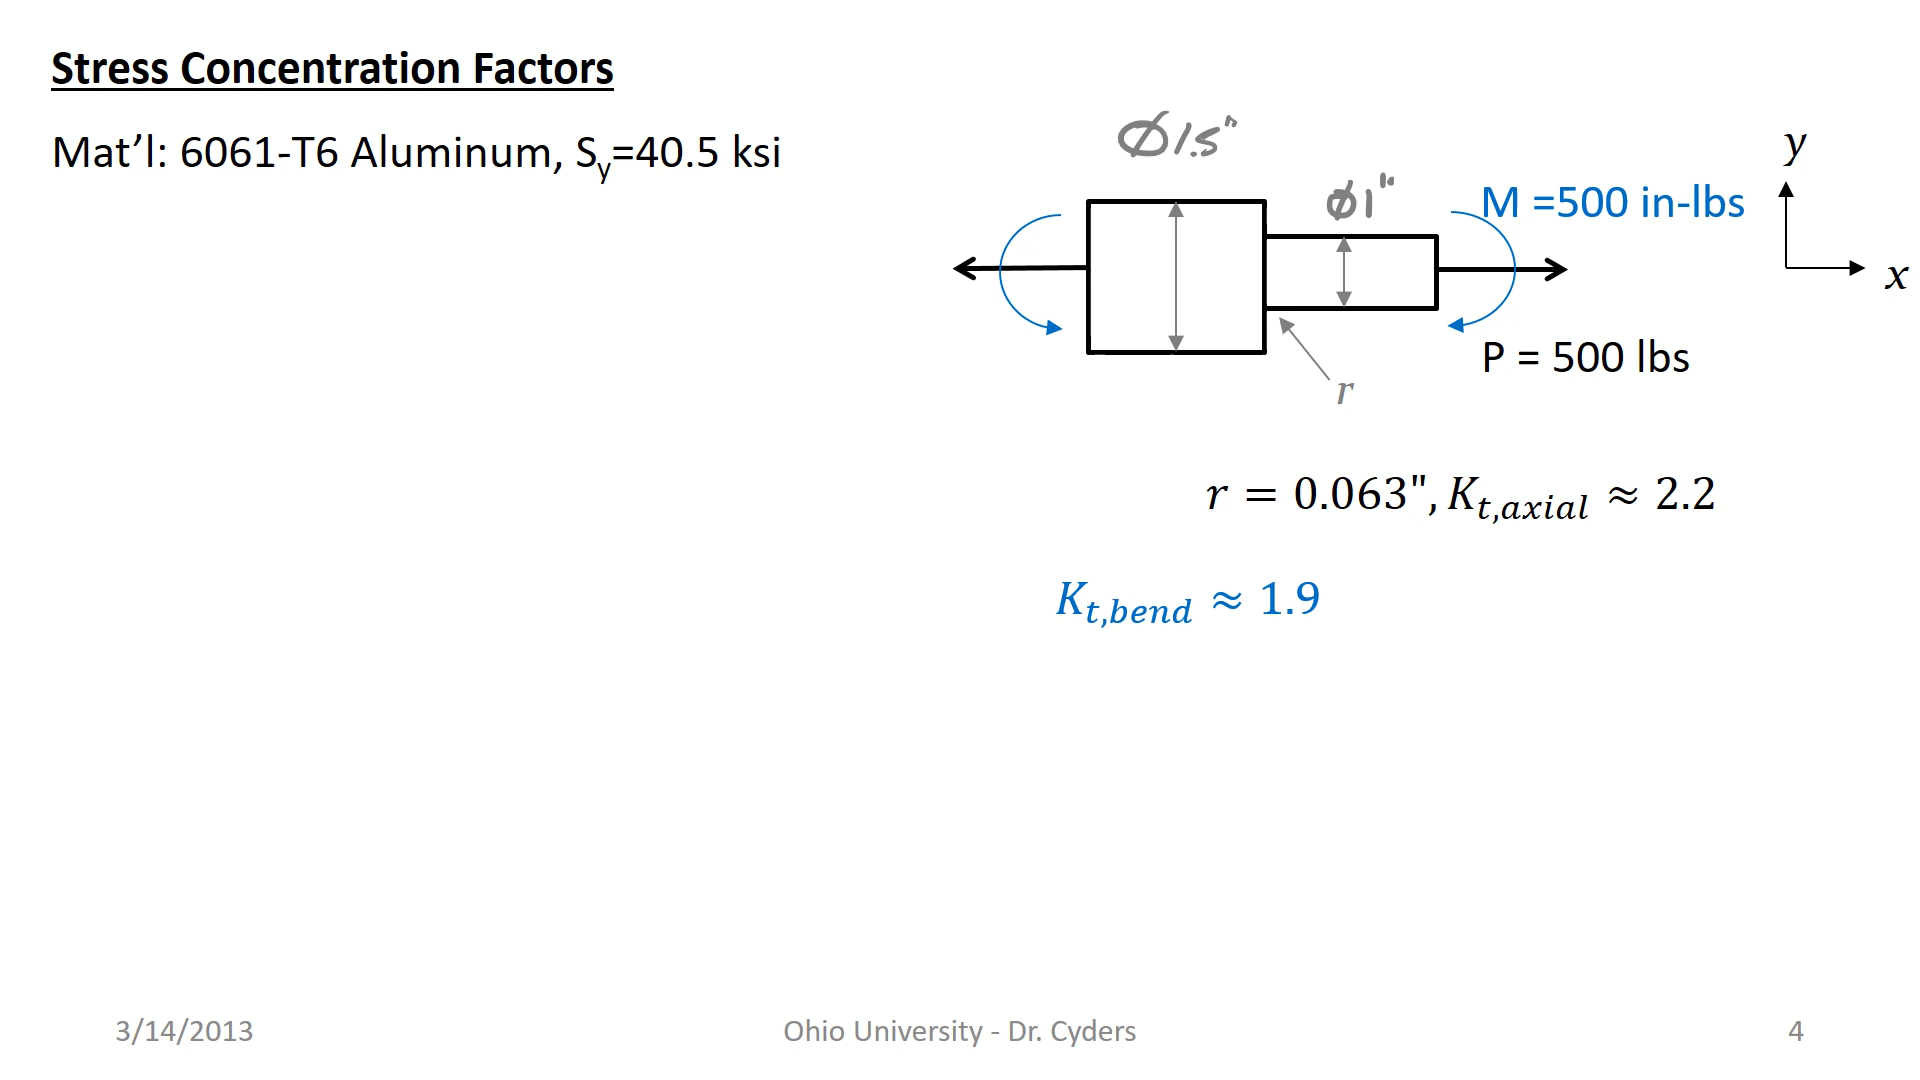 Stress Concentration Factors
Mat’l: 6061-T6 Aluminum, Sy=40.5 ksi
Ø1.5"
Ø1"
y
M =500 in-lbs
x
P = 500 lbs
r
r = 0.063", Kt,axial ≈ 2.2
Kt,bend ≈ 1.9
3/14/2013
Ohio University - Dr. Cyders
4